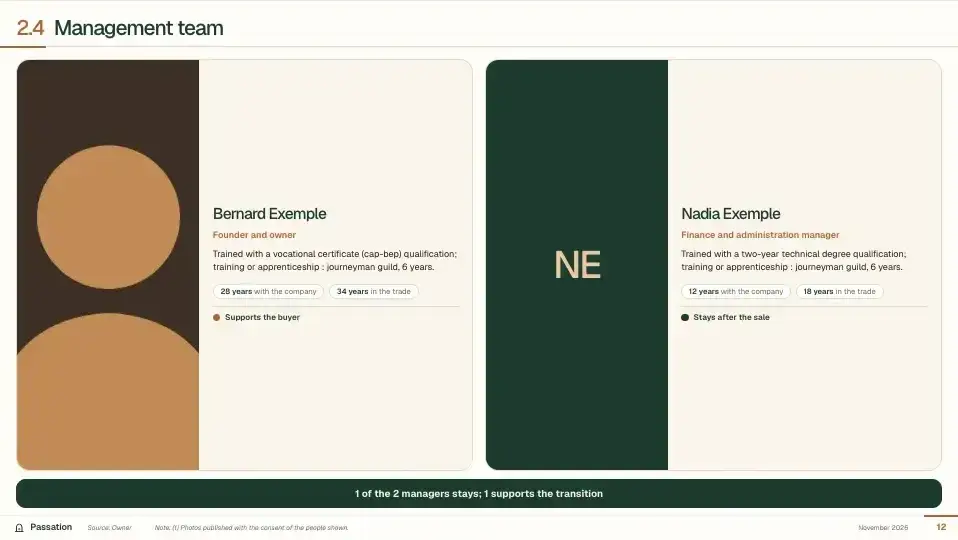 2.4 Management team
Bernard Exemple
Founder and owner
Trained with a vocational certificate (cap-bep) qualification;
training or apprenticeship : journeyman guild, 6 years.
28 years with the company 34 years in the trade
Supports the buyer
NE
Nadia Exemple
Finance and administration manager
Trained with a two-year technical degree qualification;
training or apprenticeship : journeyman guild, 6 years.
12 years with the company 18 years in the trade
Stays after the sale
1 of the 2 managers stays; 1 supports the transition
Passation Source: Owner Note: (1) Photos published with the consent of the people shown. November 2026 12